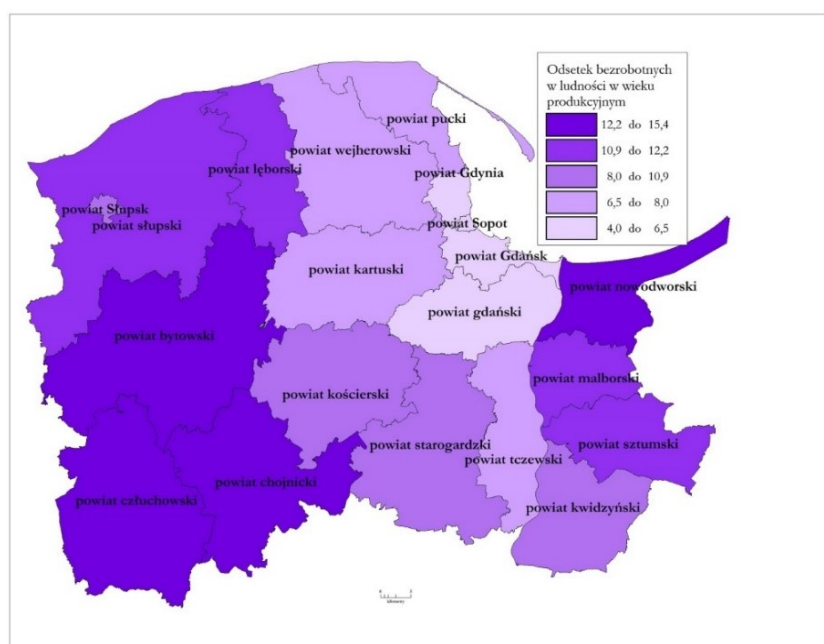 Odsetek bezrobotnych
w ludności w wieku
produkcyjnym
12,2 do 15,4
10,9 do 12,2
8,0 do 10,9
6,5 do 8,0
4,0 do 6,5
powiat pucki
powiat wejherowski
powiat lęborski
powiat Gdynia
powiat Słupsk
powiat słupski
powiat Sopot
powiat Gdańsk
powiat kartuski
powiat nowodworski
powiat gdański
powiat bytowski
powiat malborski
powiat kościerski
powiat starogardzki
powiat sztumski
powiat tczewski
powiat chojnicki
powiat człuchowski
powiat kwidzyński